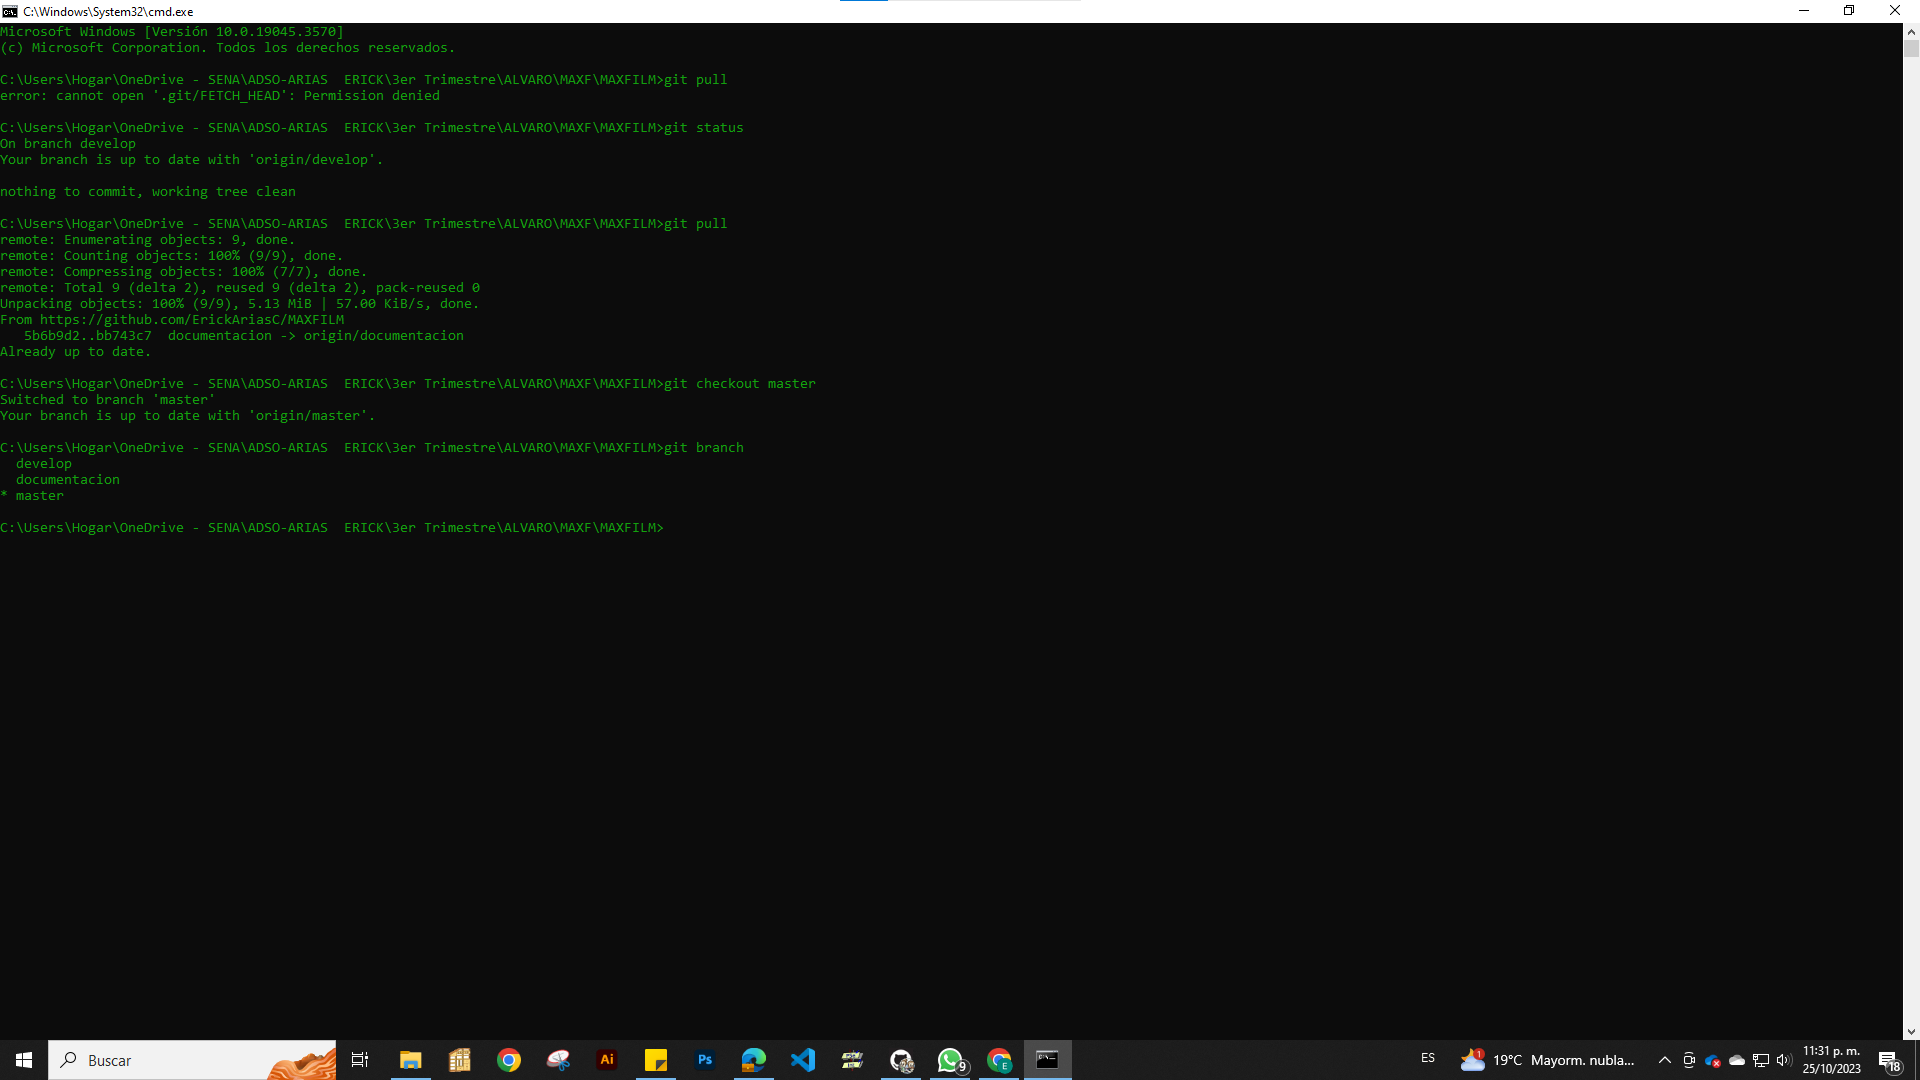 C:\Windows\System32\cmd.exe
Microsoft Windows [Versión 10.0.19045.3570]
(c) Microsoft Corporation. Todos los derechos reservados.
C:\Users\Hogar\OneDrive - SENA\ADSO-ARIAS  ERICK\3er Trimestre\ALVARO\MAXF\MAXFILM>git pull
error: cannot open '.git/FETCH_HEAD': Permission denied
C:\Users\Hogar\OneDrive - SENA\ADSO-ARIAS  ERICK\3er Trimestre\ALVARO\MAXF\MAXFILM>git status
On branch develop
Your branch is up to date with 'origin/develop'.
nothing to commit, working tree clean
C:\Users\Hogar\OneDrive - SENA\ADSO-ARIAS  ERICK\3er Trimestre\ALVARO\MAXF\MAXFILM>git pull
remote: Enumerating objects: 9, done.
remote: Counting objects: 100% (9/9), done.
remote: Compressing objects: 100% (7/7), done.
remote: Total 9 (delta 2), reused 9 (delta 2), pack-reused 0
Unpacking objects: 100% (9/9), 5.13 MiB | 57.00 KiB/s, done.
From https://github.com/ErickAriasC/MAXFILM
   5b6b9d2..bb743c7  documentacion -> origin/documentacion
Already up to date.
C:\Users\Hogar\OneDrive - SENA\ADSO-ARIAS  ERICK\3er Trimestre\ALVARO\MAXF\MAXFILM>git checkout master
Switched to branch 'master'
Your branch is up to date with 'origin/master'.
C:\Users\Hogar\OneDrive - SENA\ADSO-ARIAS  ERICK\3er Trimestre\ALVARO\MAXF\MAXFILM>git branch
  develop
  documentacion
* master
C:\Users\Hogar\OneDrive - SENA\ADSO-ARIAS  ERICK\3er Trimestre\ALVARO\MAXF\MAXFILM>
Buscar
Ai
Ps
9
E
ES
1
19°C Mayorm. nubla...
11:31 p. m.
25/10/2023
18